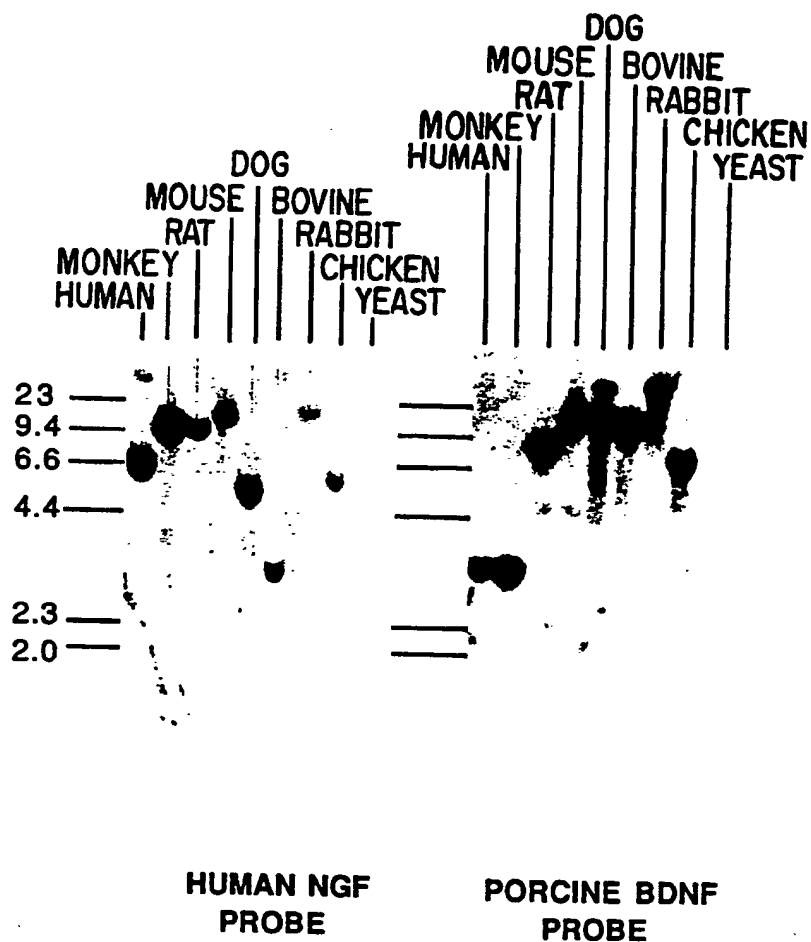 DOG
MOUSE BOVINE
RAT RABBIT
MONKEY CHICKEN
HUMAN YEAST
23
9.4
6.6
4.4
2.3
2.0
HUMAN NGF
PROBE
DOG
MOUSE BOVINE
RAT RABBIT
MONKEY CHICKEN
HUMAN YEAST
PORCINE BDNF
PROBE